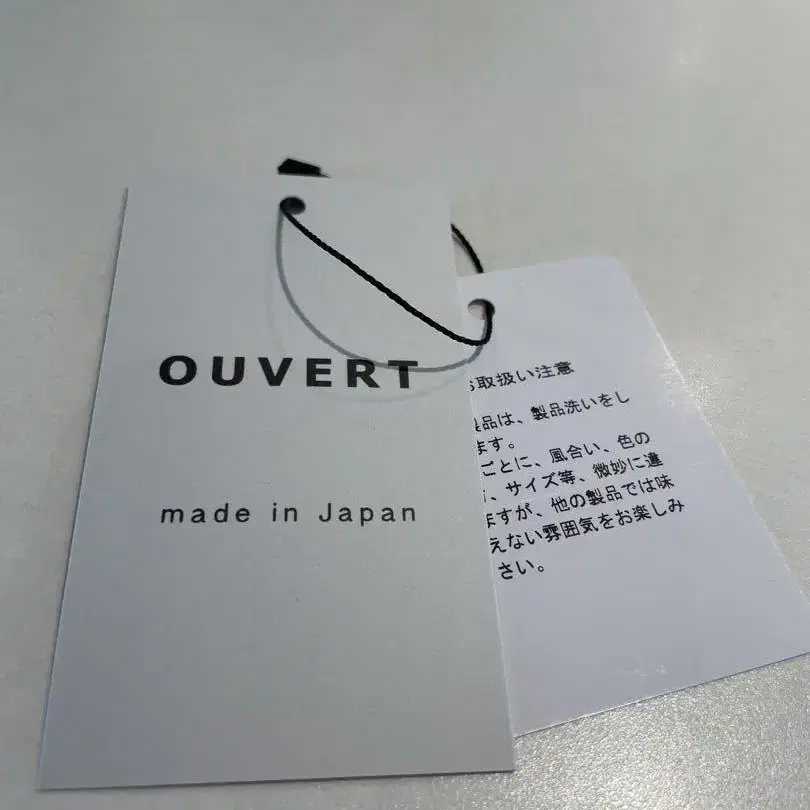 OUVERT
made in Japan
取扱い注意
品は、製品洗いをし
ます。
ごとに、風合い、色の
、サイズ等、微妙に違
ますが、他の製品では味
えない雰囲気をお楽しみ
さい。